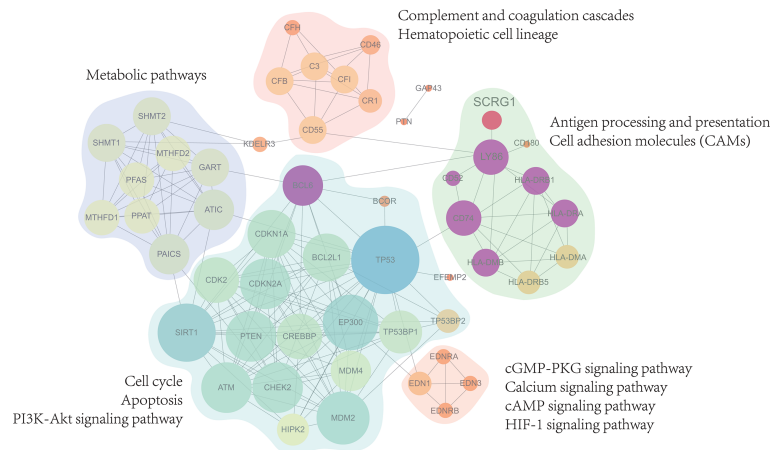 Complement and coagulation cascades
Hematopoietic cell lineage
CFH
CD46
C3
CFB
CFI
CR1
CD55
Metabolic pathways
SHMT2
SHMT1
MTHFD2
GART
PFAS
MTHFD1
PPAT
ATIC
PAICS
KDELR3
GAP43
SCRG1
Antigen processing and presentation
Cell adhesion molecules (CAMs)
LY86
CD180
HLA-DRB1
CD74
HLA-DRA
HLA-DMB
HLA-DMA
HLA-DRB5
BCL6
BCOR
CDKN1A
BCL2L1
TP53
CDK2
CDKN2A
EFEMP2
SIRT1
PTEN
CREBBP
EP300
TP53BP1
TP53BP2
MDM4
ATM
CHEK2
HIPK2
MDM2
Cell cycle
Apoptosis
PI3K-Akt signaling pathway
EDNRA
EDN1
EDN3
EDNRB
cGMP-PKG signaling pathway
Calcium signaling pathway
cAMP signaling pathway
HIF-1 signaling pathway